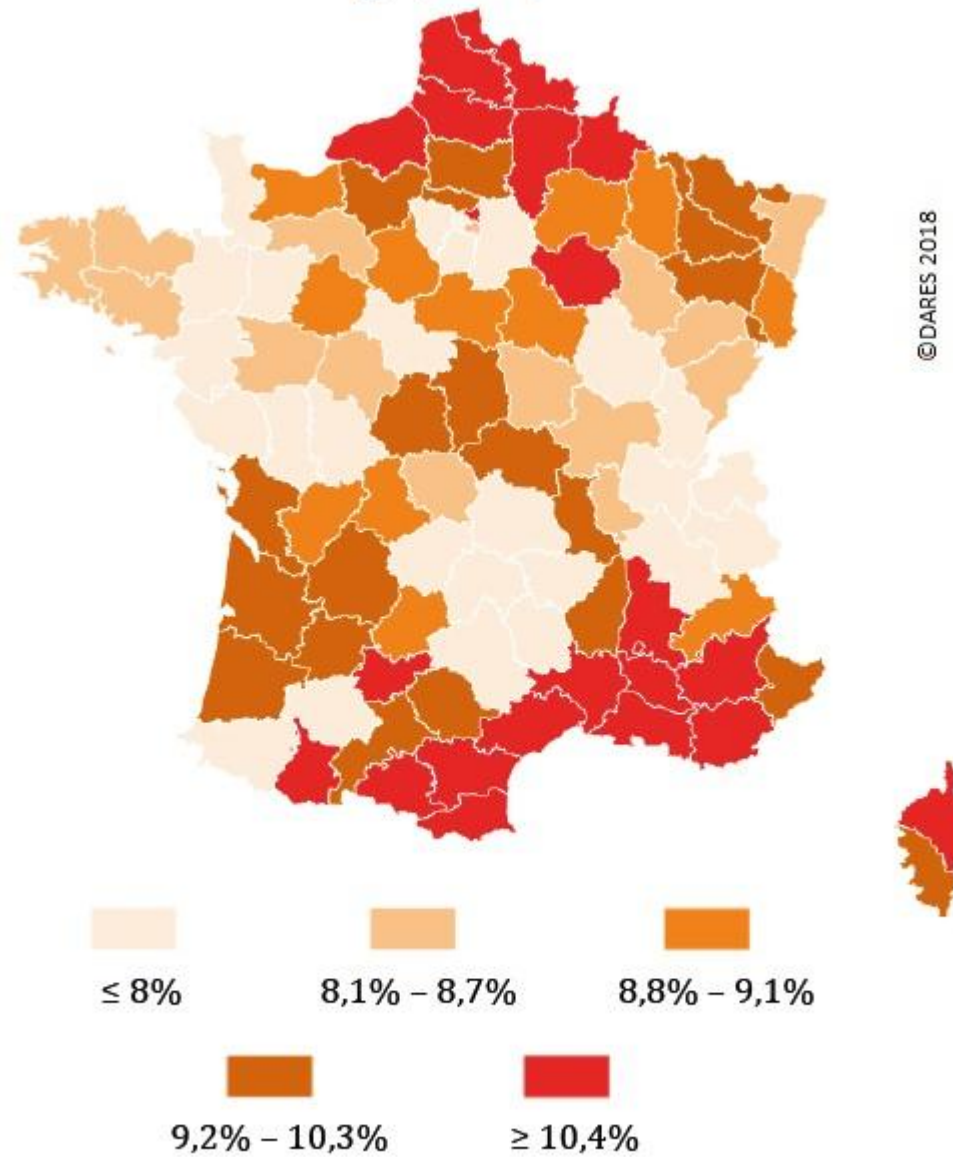 ©DARES 2018
≤ 8%
8,1% – 8,7%
8,8% – 9,1%
9,2% – 10,3%
≥ 10,4%